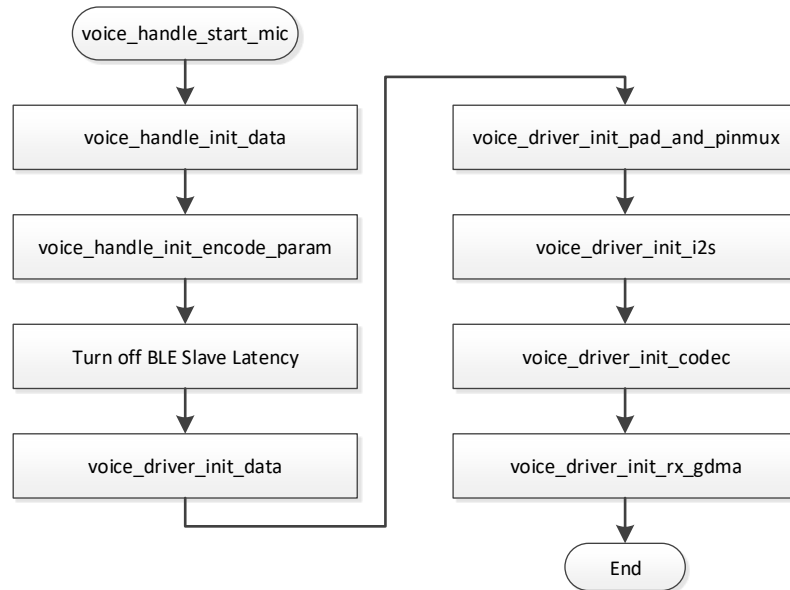 voice_handle_start_mic
voice_handle_init_data
voice_handle_init_encode_param
Turn off BLE Slave Latency
voice_driver_init_data
voice_driver_init_pad_and_pinmux
voice_driver_init_i2s
voice_driver_init_codec
voice_driver_init_rx_gdma
End